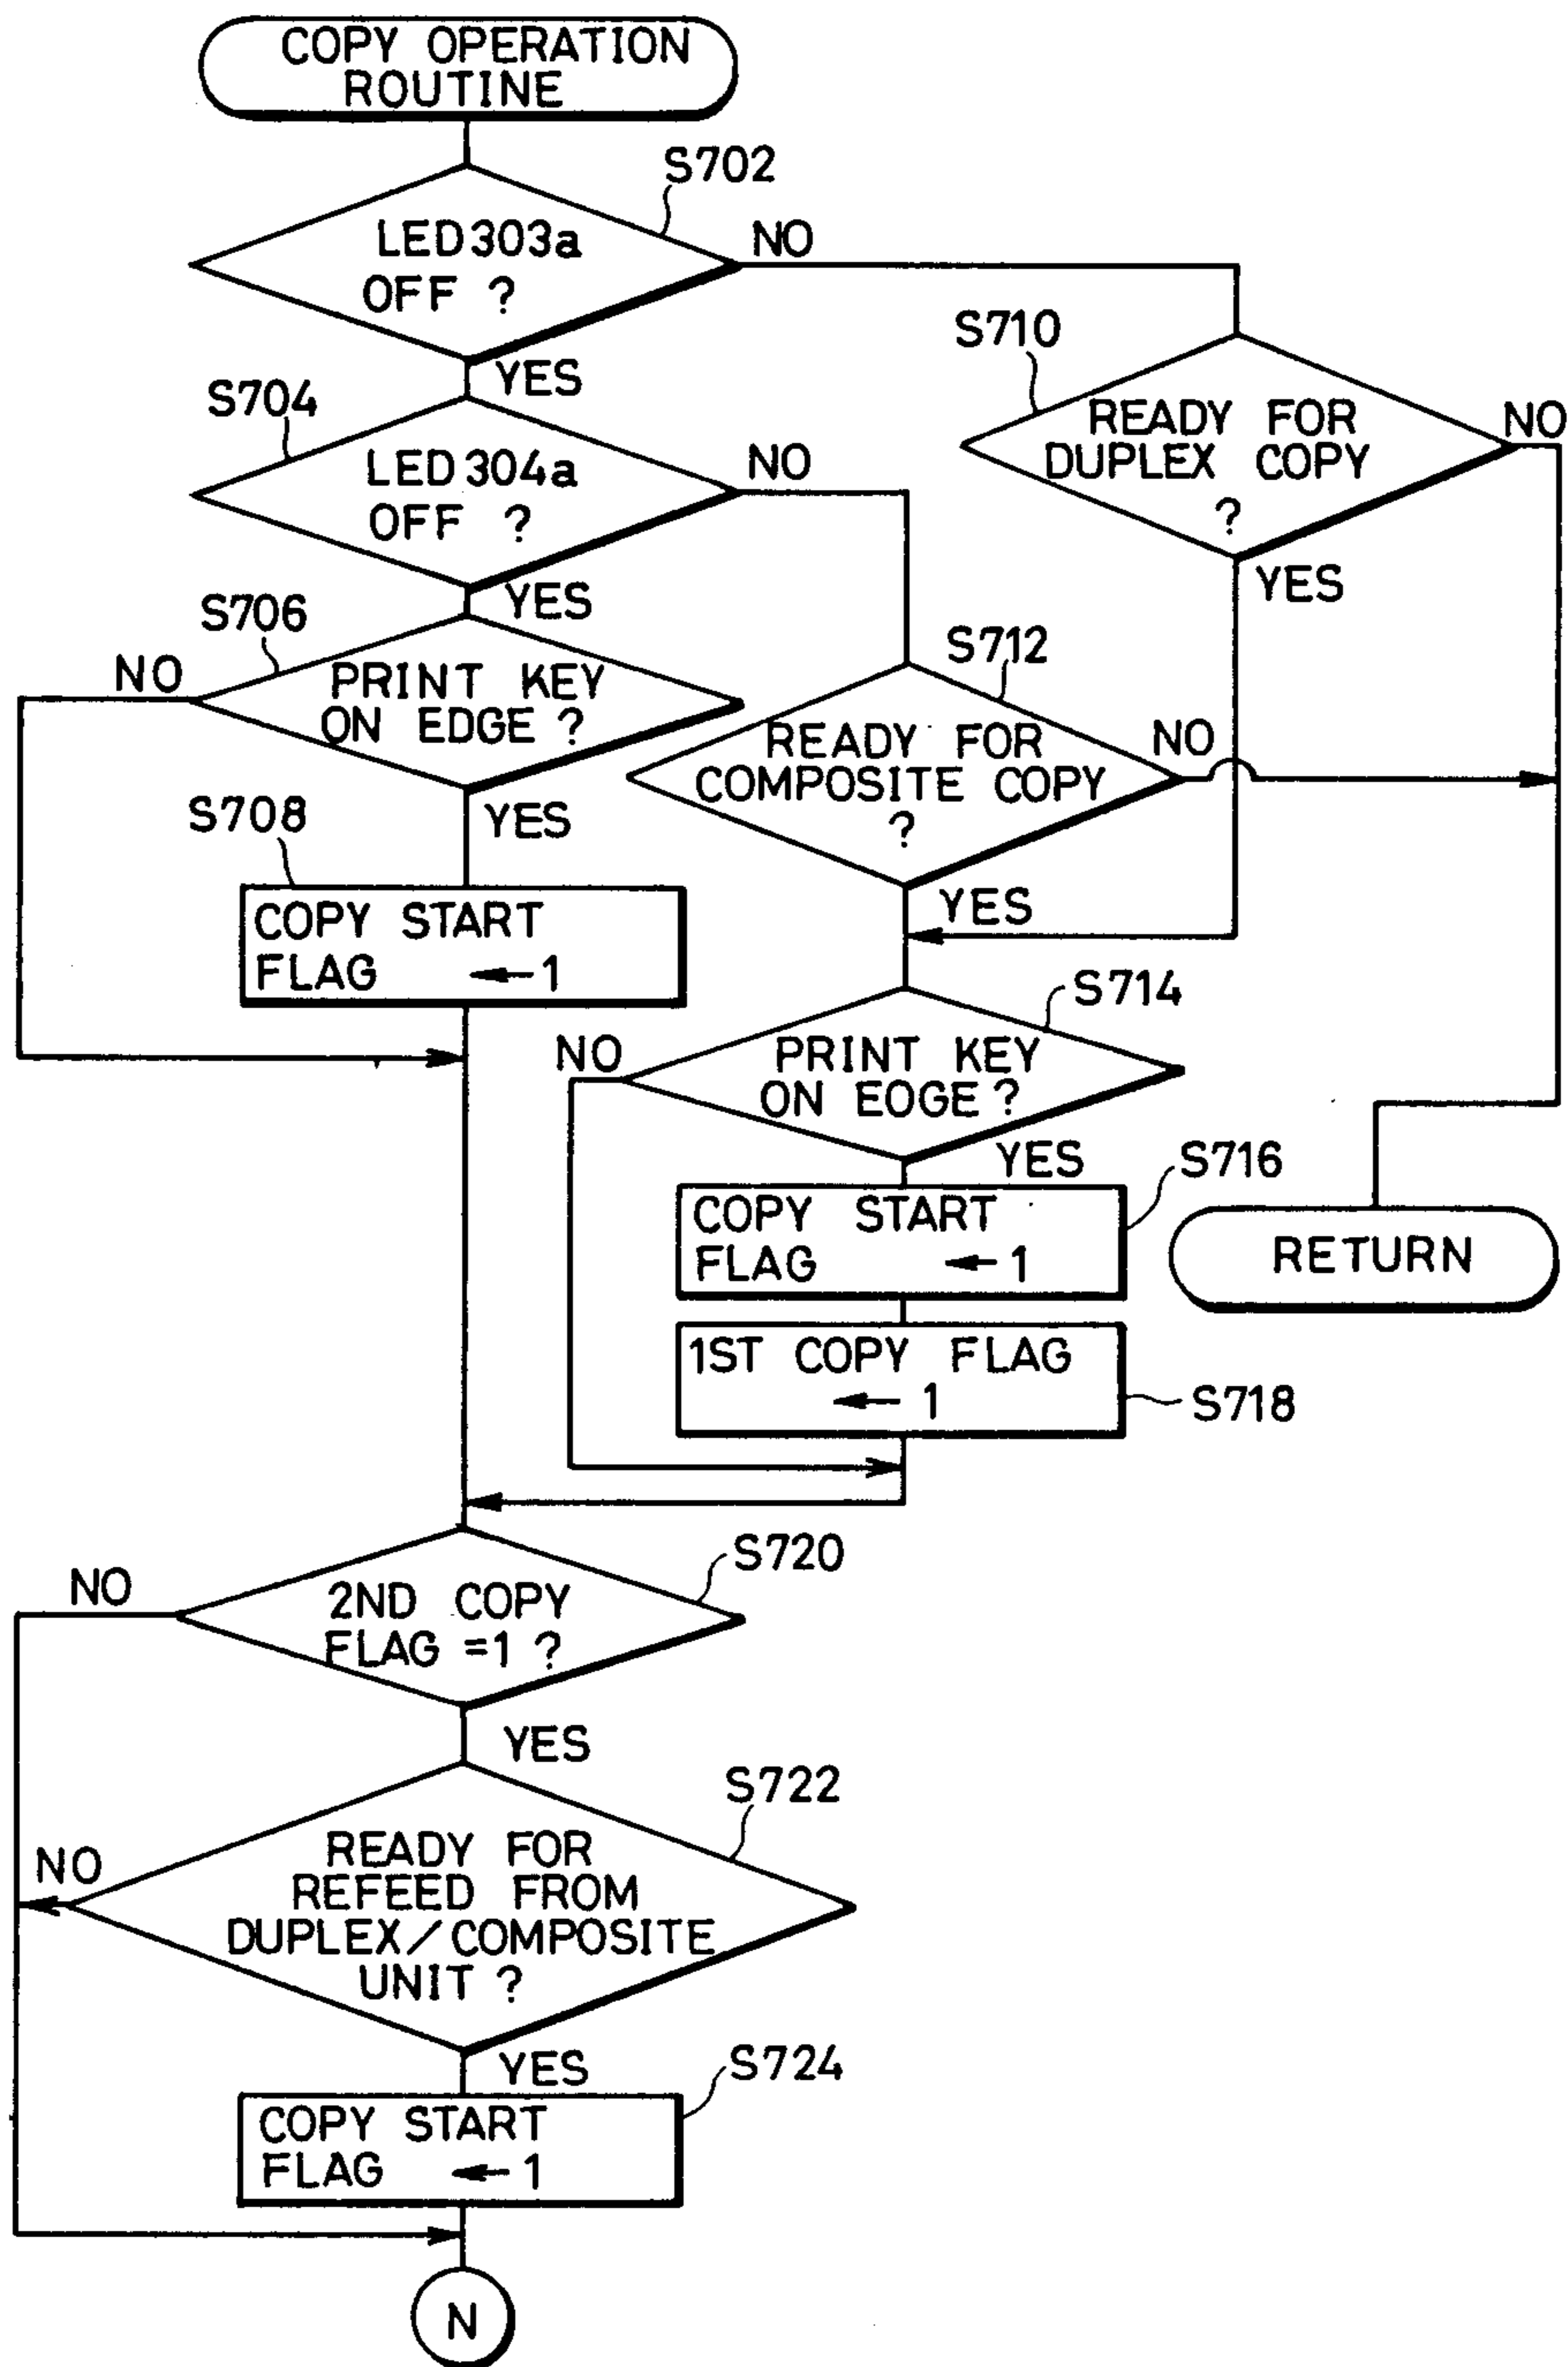 COPY OPERATION
ROUTINE
S702
LED303a
OFF ?
NO
YES
S710
READY FOR
DUPLEX COPY
?
NO
YES
S704
LED304a
OFF ?
NO
YES
S706
NO
PRINT KEY
ON EDGE ?
YES
S712
READY FOR
COMPOSITE COPY
?
NO
YES
S708
COPY START
FLAG ←1
S714
NO
PRINT KEY
ON EOGE ?
YES
S716
COPY START
FLAG ←1
RETURN
1ST COPY FLAG
← 1
S718
S720
NO
2ND COPY
FLAG =1 ?
YES
S722
NO
READY FOR
REFEED FROM
DUPLEX/COMPOSITE
UNIT ?
YES
S724
COPY START
FLAG ←1
N